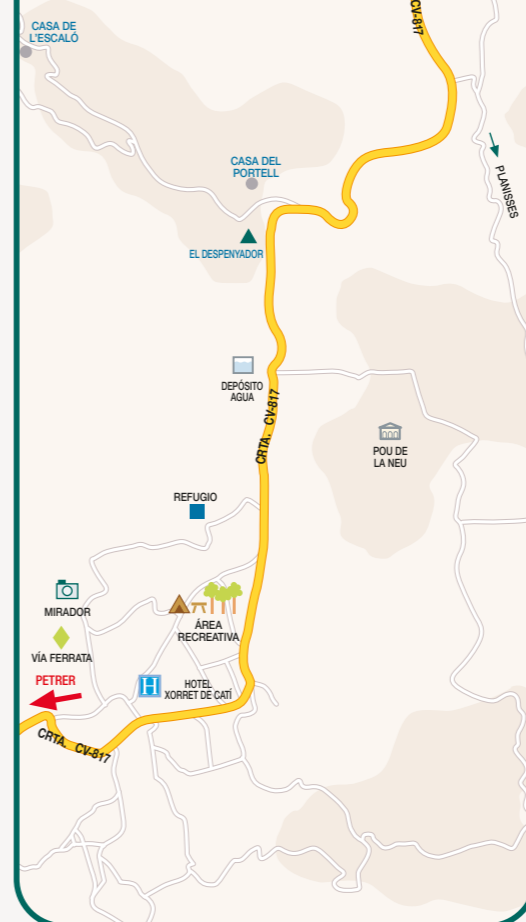 CV-817
CASA DE
L'ESCALÓ
CASA DEL
PORTELL
PLANISSES
EL DESPENYADOR
DEPÓSITO
AGUA
CRTA. CV-817
POU DE
LA NEU
REFUGIO
MIRADOR
ÁREA
RECREATIVA
VÍA FERRATA
PETRER
H
HOTEL
XORRET DE CATÍ
CRTA. CV-817